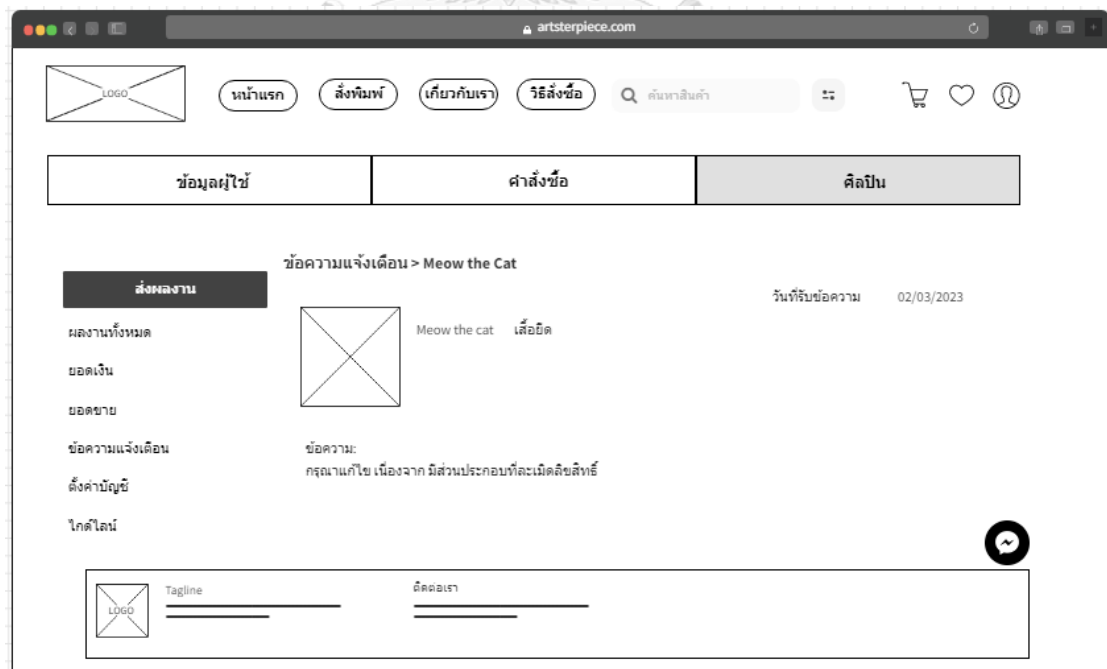 artsterpiece.com
LOGO หน้าแรก สั่งพิมพ์ เกี่ยวกับเรา วิธีสั่งซื้อ ค้นหาสินค้า
ข้อมูลผู้ใช้ คำสั่งซื้อ ศิลปิน
ข้อความแจ้งเตือน > Meow the Cat
ส่งผลงาน
วันที่รับข้อความ 02/03/2023
ผลงานทั้งหมด
Meow the cat เสื้อยืด
ยอดเงิน
ยอดขาย
ข้อความแจ้งเตือน
ข้อความ:
กรุณาแก้ไข เนื่องจาก มีส่วนประกอบที่ละเมิดลิขสิทธิ์
ตั้งค่าบัญชี
ไกด์ไลน์
LOGO
Tagline
ติดต่อเรา